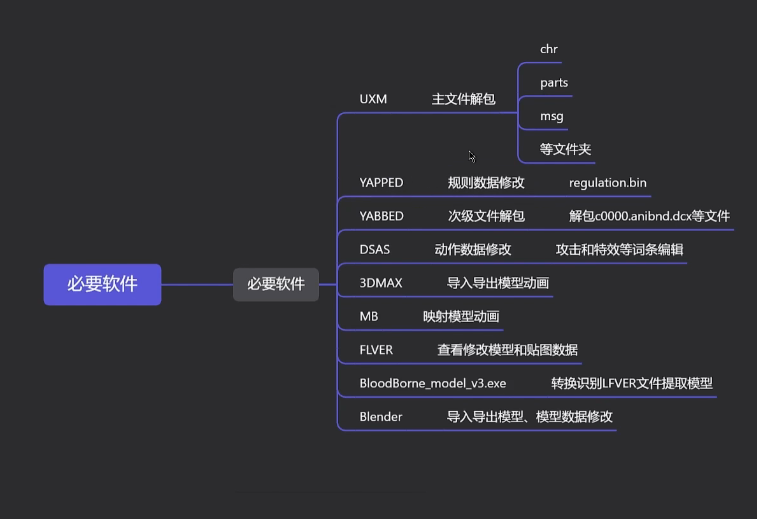 必要软件
必要软件
UXM 主文件解包
chr
parts
msg
等文件夹
YAPPED 规则数据修改 regulation.bin
YABBED 次级文件解包 解包c0000.anibnd.dcx等文件
DSAS 动作数据修改 攻击和特效等词条编辑
3DMAX 导入导出模型动画
MB 映射模型动画
FLVER 查看修改模型和贴图数据
BloodBorne_model_v3.exe 转换识别LFVER文件提取模型
Blender 导入导出模型、模型数据修改